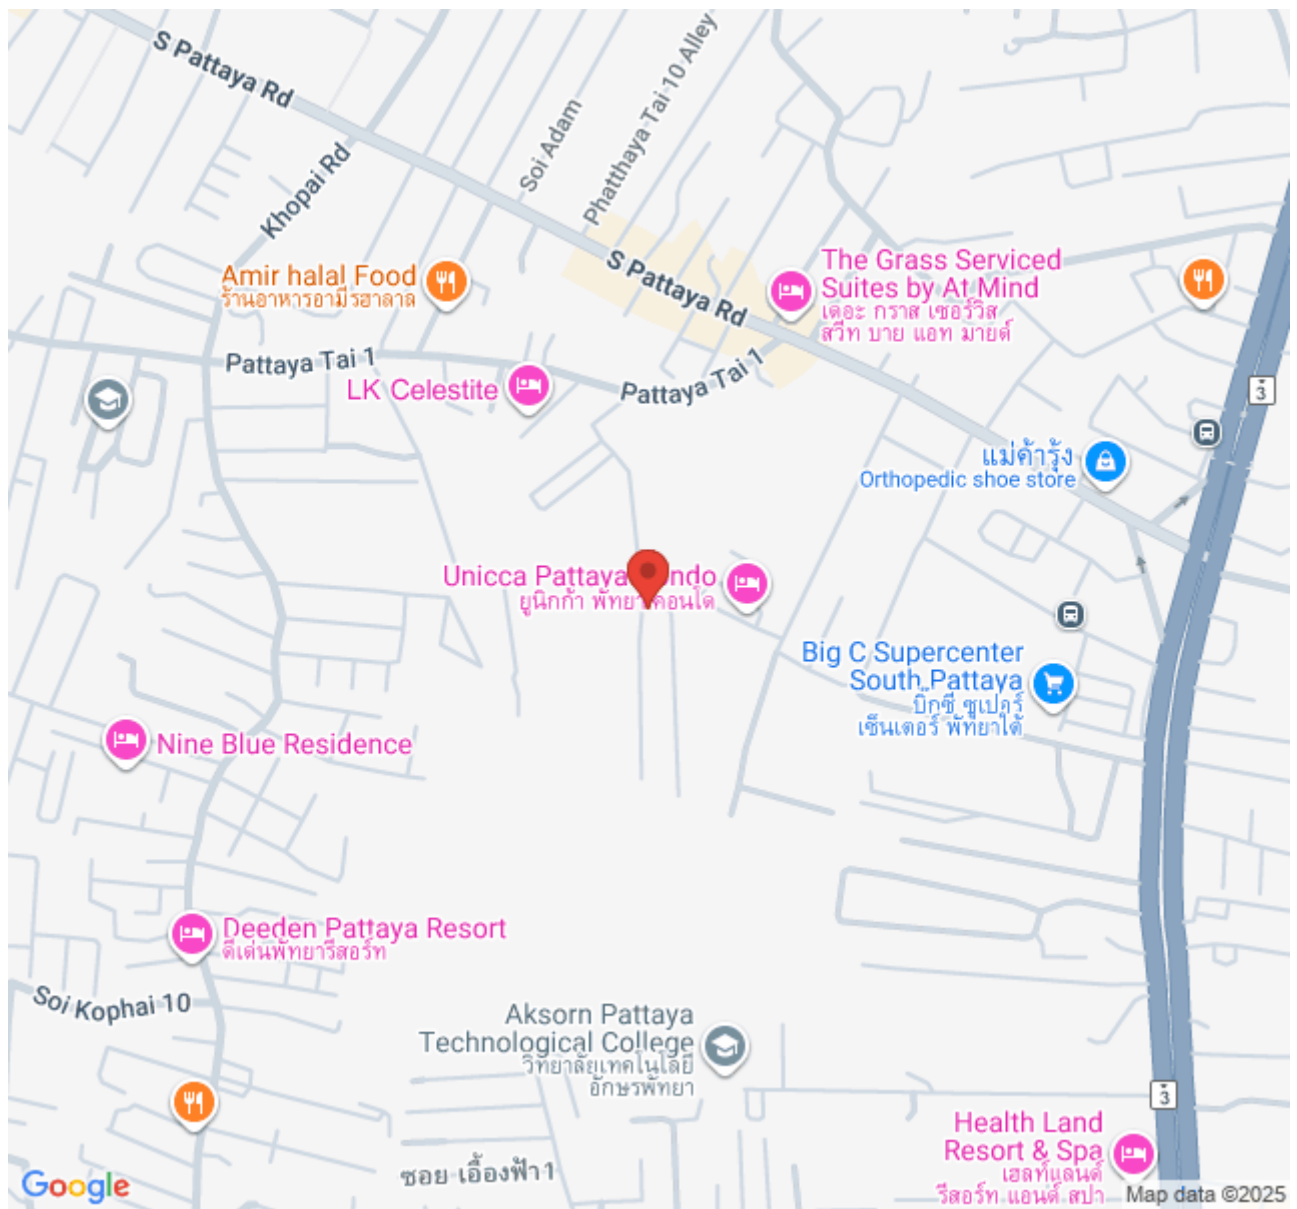 S Pattaya Rd
Phatthaya Tai 10 Alley
Soi Adam
Khopai Rd
Amir halal Food
ร้านอาหารอามีรฮาลาล
S Pattaya Rd
The Grass Serviced
Suites by At Mind
เดอะ กราส เซอร์วิส
สวีท บาย แอท มายด์
Pattaya Tai 1
LK Celestite
Pattaya Tai 1
3
แม่ค้ารุ้ง
Orthopedic shoe store
Unicca Pattaya
ยูนิกก้า พัทยา คอนโด
Big C Supercenter
South Pattaya
บิ๊กซี ซูเปอร์
เซ็นเตอร์ พัทยาใต้
Nine Blue Residence
Deeden Pattaya Resort
ดีเด่นพัทยารีสอร์ท
Soi Kophai 10
Aksorn Pattaya
Technological College
วิทยาลัยเทคโนโลยี
อักษรพัทยา
3
Health Land
Resort & Spa
เฮลท์แลนด์
รีสอร์ท แอนด์ สปา
ซอย เอื้องฟ้า 1
Google
Map data ©2025